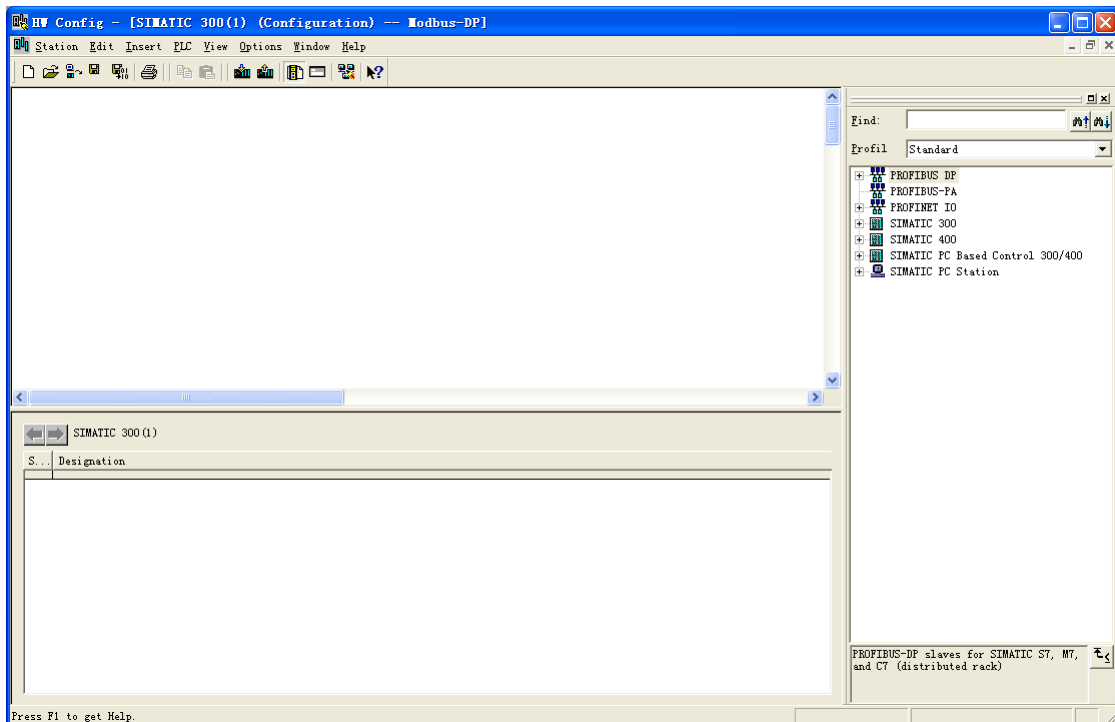 HW Config - [SIMATIC 300(1) (Configuration) -- Modbus-DP]
Station Edit Insert PLC View Options Window Help
Find:
Profil Standard
PROFIBUS DP
PROFIBUS-PA
PROFINET IO
SIMATIC 300
SIMATIC 400
SIMATIC PC Based Control 300/400
SIMATIC PC Station
SIMATIC 300(1)
S... Designation
PROFIBUS-DP slaves for SIMATIC S7, M7,
and C7 (distributed rack)
Press F1 to get Help.